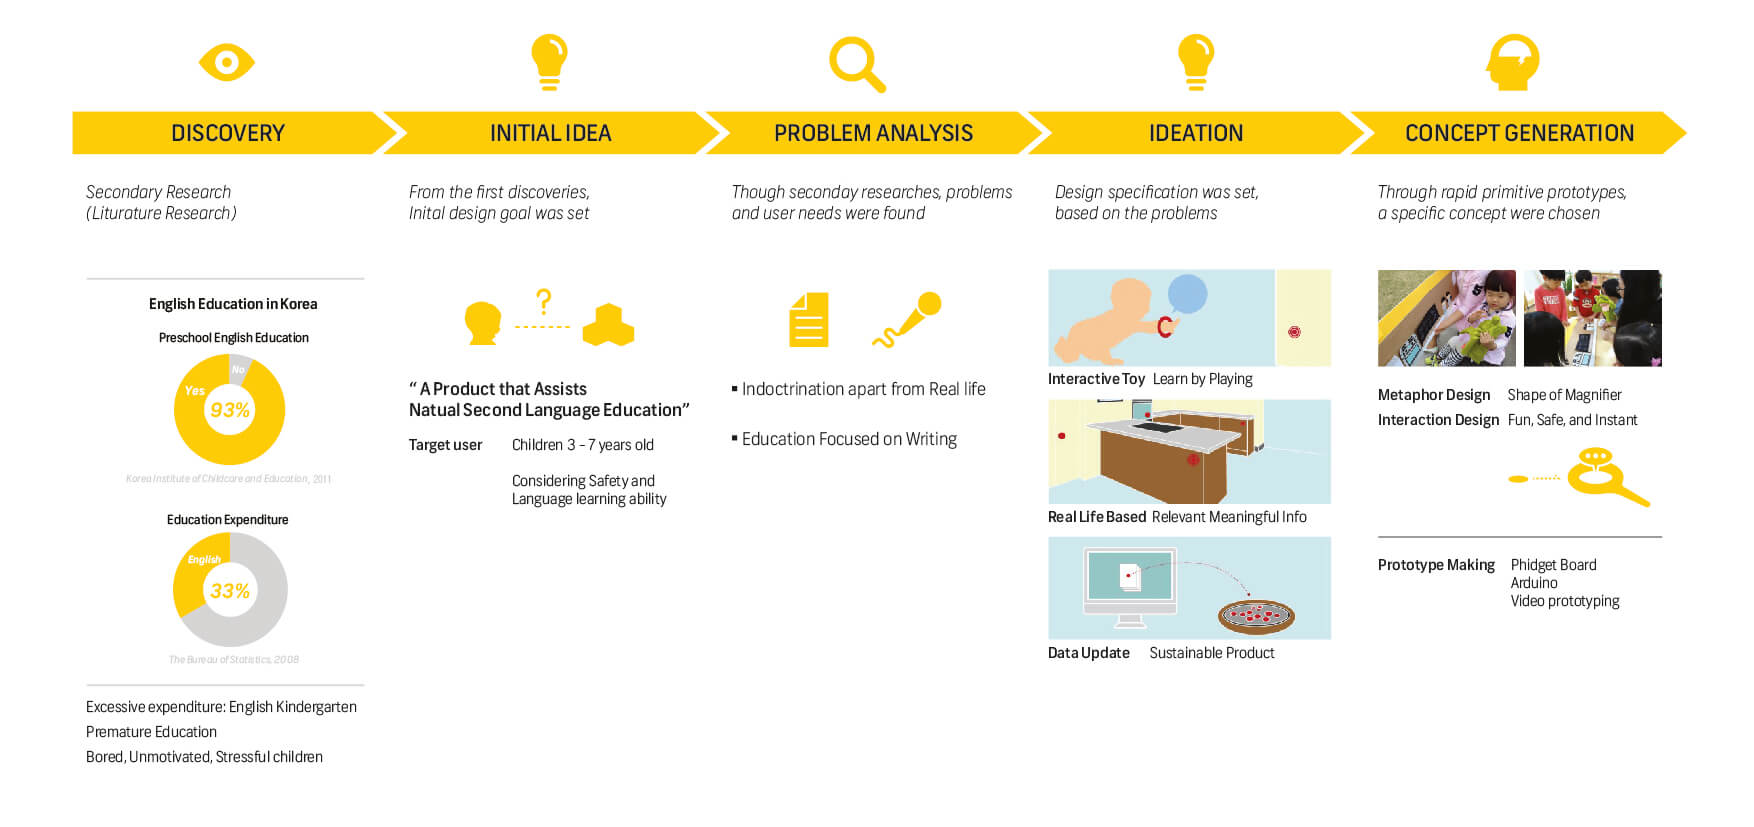 DISCOVERY
Secondary Research
(Liturature Research)
English Education in Korea
Preschool English Education
No
Yes
93%
Korea Institute of Childcare and Education, 2011
Education Expenditure
English
33%
The Bureau of Statistics, 2008
Excessive expenditure: English Kindergarten
Premature Education
Bored, Unmotivated, Stressful children
INITIAL IDEA
From the first discoveries,
Inital design goal was set
?
“ A Product that Assists
Natual Second Language Education”
Target user Children 3 - 7 years old
Considering Safety and
Language learning ability
PROBLEM ANALYSIS
Though seconday researches, problems
and user needs were found
▪ Indoctrination apart from Real life
▪ Education Focused on Writing
IDEATION
Design specification was set,
based on the problems
Interactive Toy Learn by Playing
Real Life Based Relevant Meaningful Info
Data Update Sustainable Product
CONCEPT GENERATION
Through rapid primitive prototypes,
a specific concept were chosen
Metaphor Design Shape of Magnifier
Interaction Design Fun, Safe, and Instant
Prototype Making Phidget Board
Arduino
Video prototyping